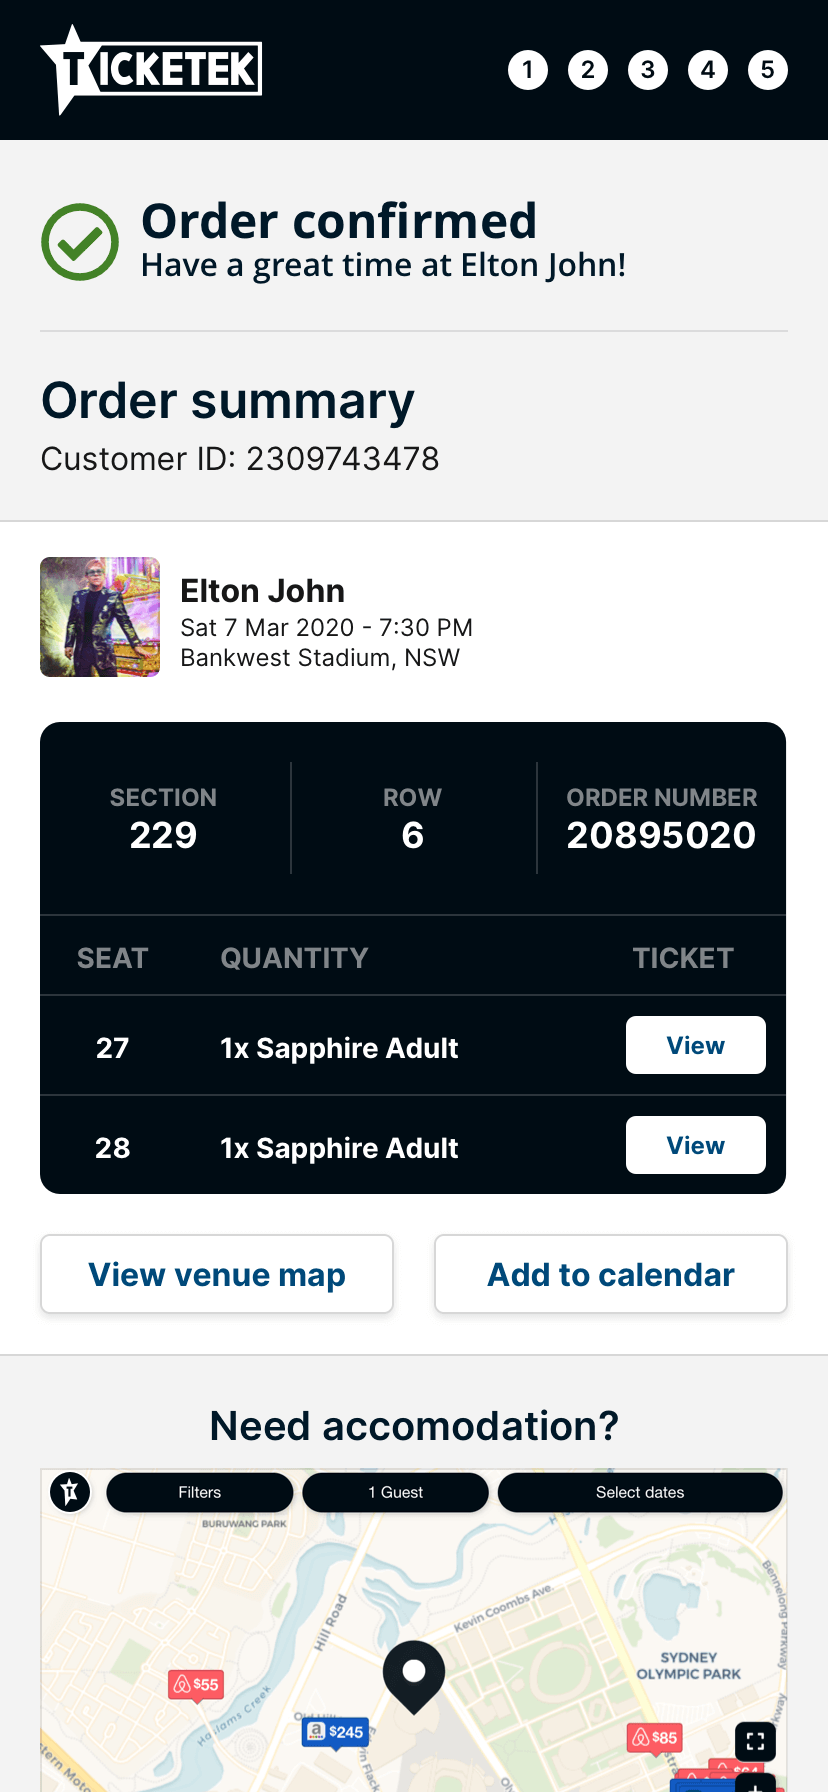 TICKETEK
1 2 3 4 5
Order confirmed
Have a great time at Elton John!
Order summary
Customer ID: 2309743478
Elton John
Sat 7 Mar 2020 - 7:30 PM
Bankwest Stadium, NSW
SECTION ROW ORDER NUMBER
229 6 20895020
SEAT QUANTITY TICKET
27 1x Sapphire Adult View
28 1x Sapphire Adult View
View venue map Add to calendar
Need accomodation?
T Filters 1 Guest Select dates
BURUWANG PARK
Bennelong Parkway
Hill Road
Kevin Coombs Ave.
SYDNEY
OLYMPIC PARK
$55
Haslams Creek
$245
$85
$64